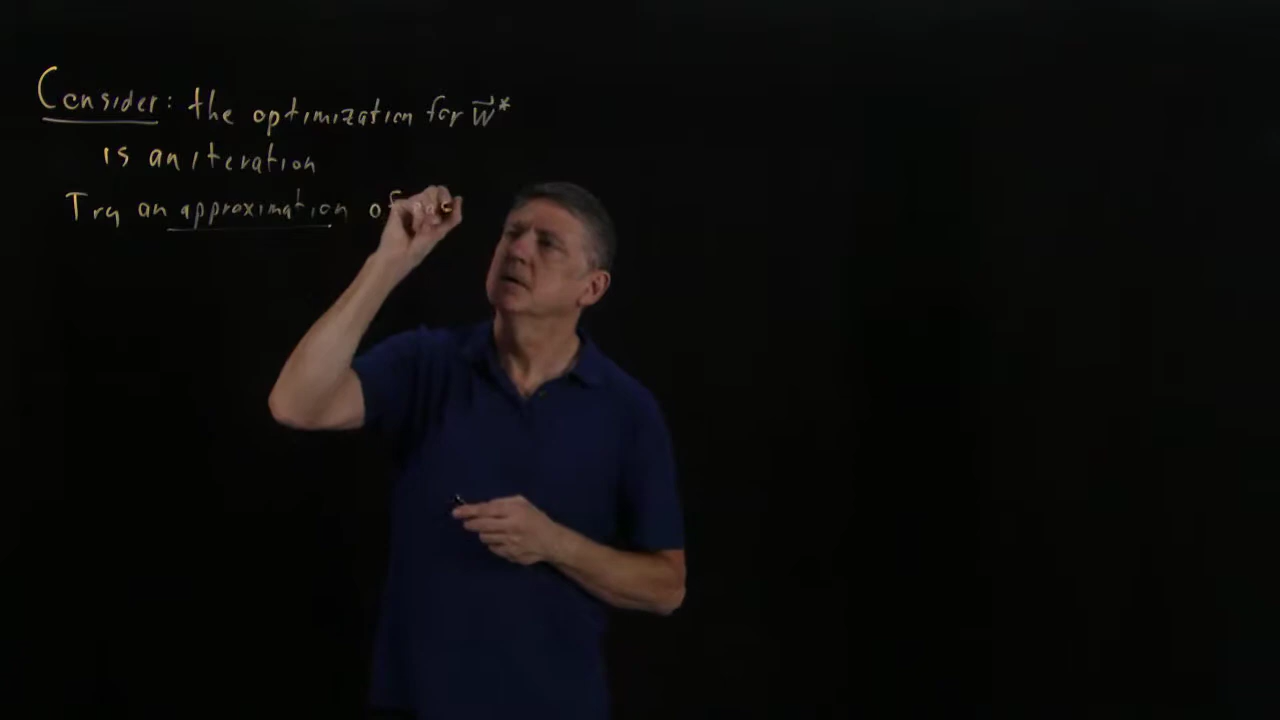 Consider: the optimization for w⃗*
is an iteration
Try an approximation of